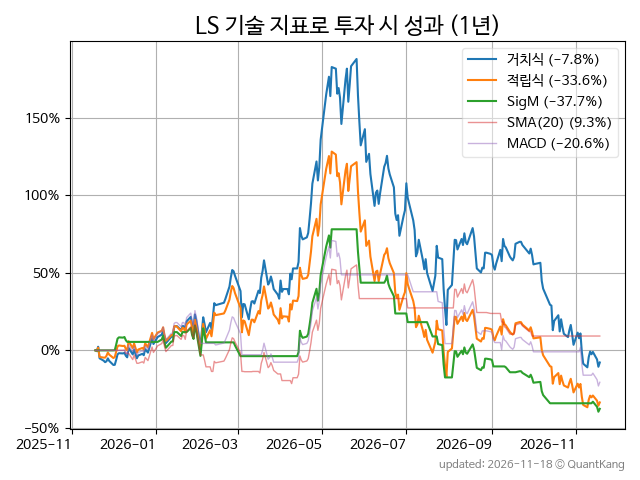 LS 기술 지표로 투자 시 성과 (1년)
거치식 (−7.8%)
적립식 (−33.6%)
SigM (−37.7%)
SMA(20) (9.3%)
MACD (−20.6%)
150%
100%
50%
0%
−50%
2025-11 2026-01 2026-03 2026-05 2026-07 2026-09 2026-11
updated: 2026-11-18 © QuantKang